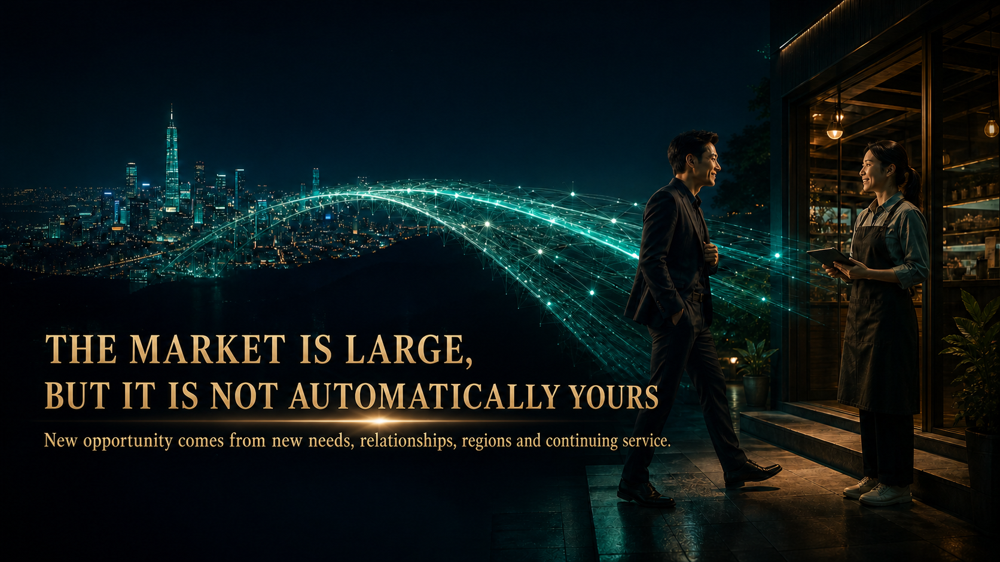 THE MARKET IS LARGE,
BUT IT IS NOT AUTOMATICALLY YOURS
New opportunity comes from new needs, relationships, regions and continuing service.